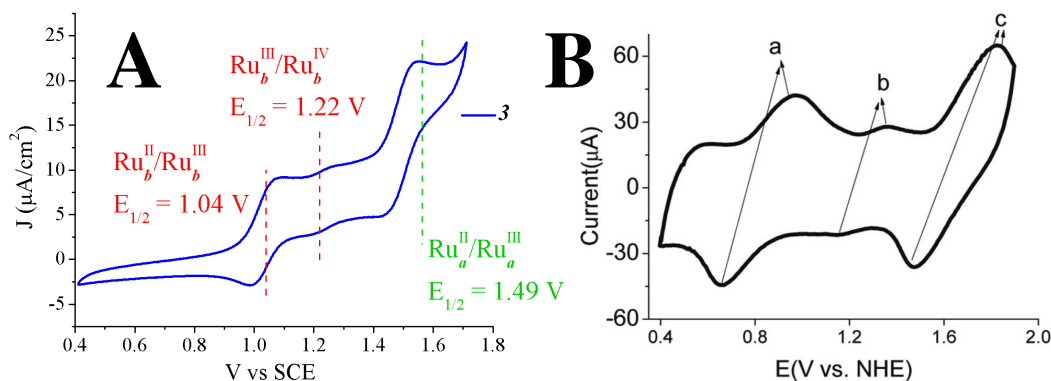 A
Ru_b^III/Ru_b^IV
E_1/2 = 1.22 V
Ru_b^II/Ru_b^III
E_1/2 = 1.04 V
3
Ru_a^II/Ru_a^III
E_1/2 = 1.49 V
J (μA/cm²)
25
20
15
10
5
0
-5
0.4 0.6 0.8 1.0 1.2 1.4 1.6 1.8
V vs SCE
B
a
b
c
Current(μA)
60
30
0
-30
-60
0.4 0.8 1.2 1.6 2.0
E(V vs. NHE)